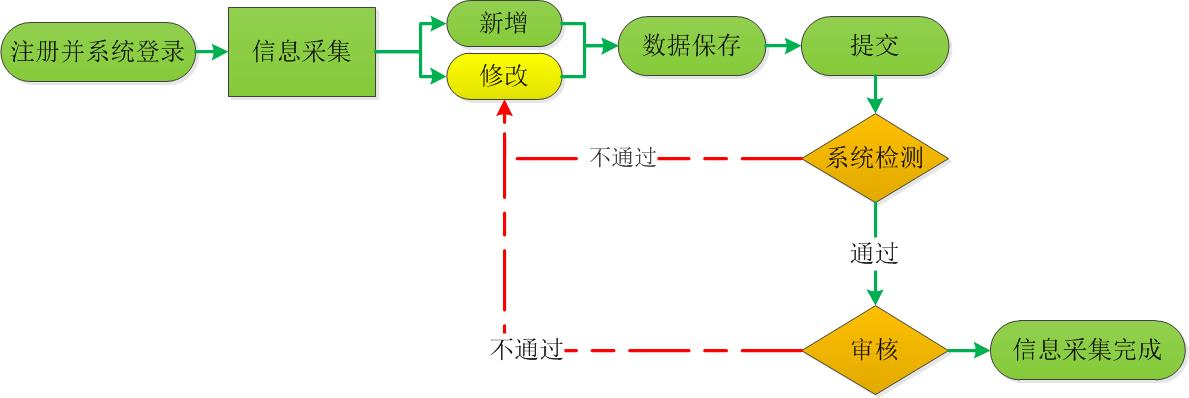 注册并系统登录
信息采集
新增
修改
数据保存
提交
系统检测
不通过
通过
审核
不通过
信息采集完成